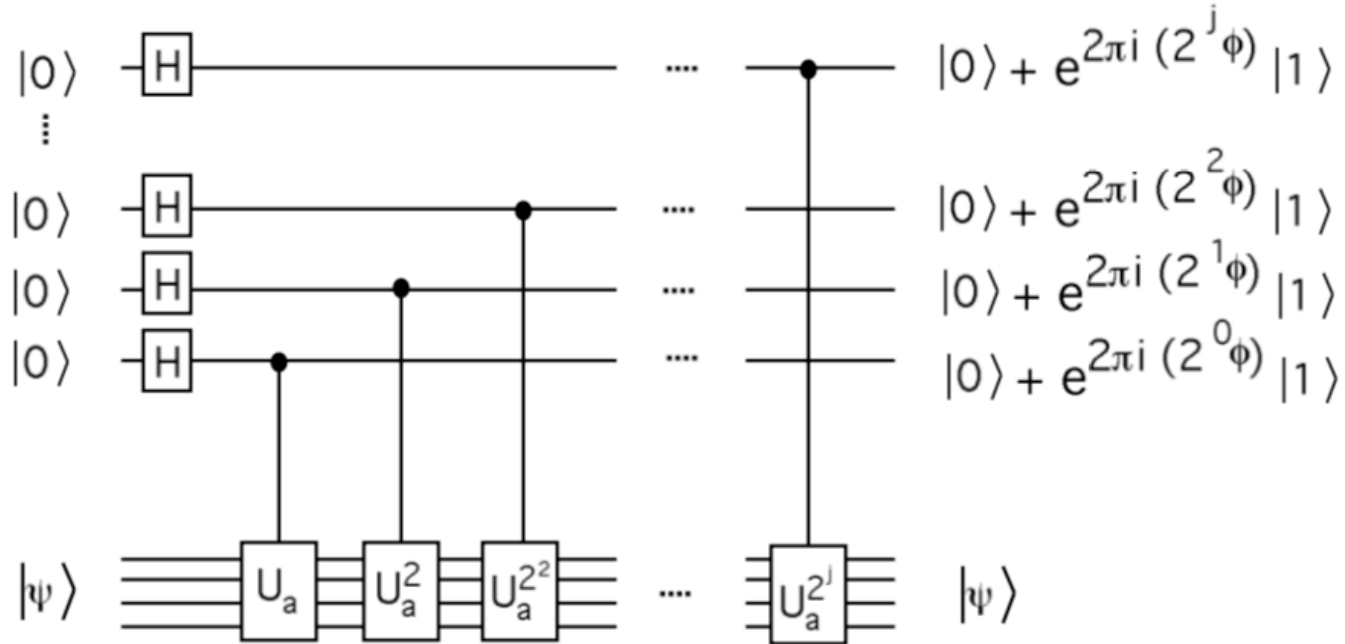 |0⟩ H .... |0⟩ + e^{2πi (2^j ϕ)} |1⟩
....
|0⟩ H .... |0⟩ + e^{2πi (2^2 ϕ)} |1⟩
|0⟩ H .... |0⟩ + e^{2πi (2^1 ϕ)} |1⟩
|0⟩ H .... |0⟩ + e^{2πi (2^0 ϕ)} |1⟩
|ψ⟩ U_a U_a^2 U_a^{2^2} .... U_a^{2^j} |ψ⟩